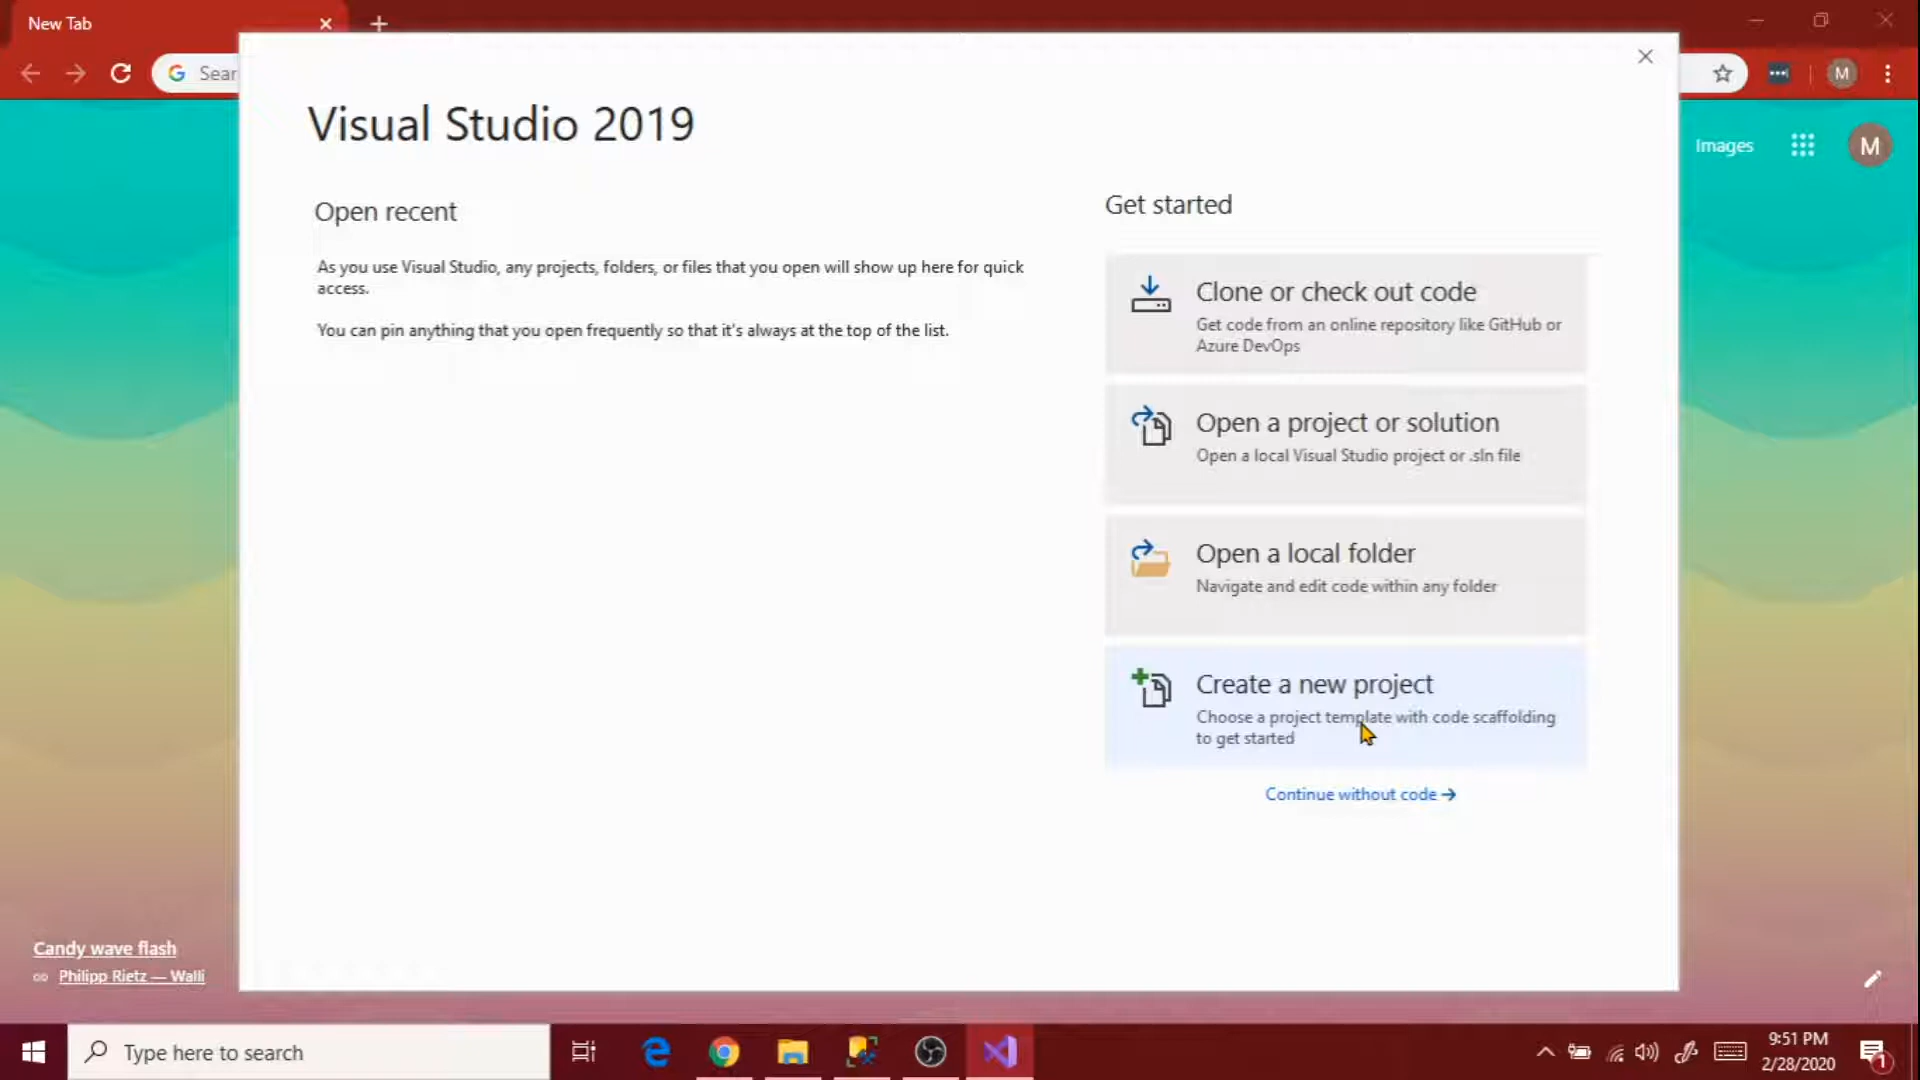 New Tab
Sear
M
Images
M
Visual Studio 2019
Open recent
As you use Visual Studio, any projects, folders, or files that you open will show up here for quick
access.
You can pin anything that you open frequently so that it's always at the top of the list.
Get started
Clone or check out code
Get code from an online repository like GitHub or
Azure DevOps
Open a project or solution
Open a local Visual Studio project or .sln file
Open a local folder
Navigate and edit code within any folder
Create a new project
Choose a project template with code scaffolding
to get started
Continue without code
Candy wave flash
Philipp Rietz — Walli
Type here to search
9:51 PM
2/28/2020
1